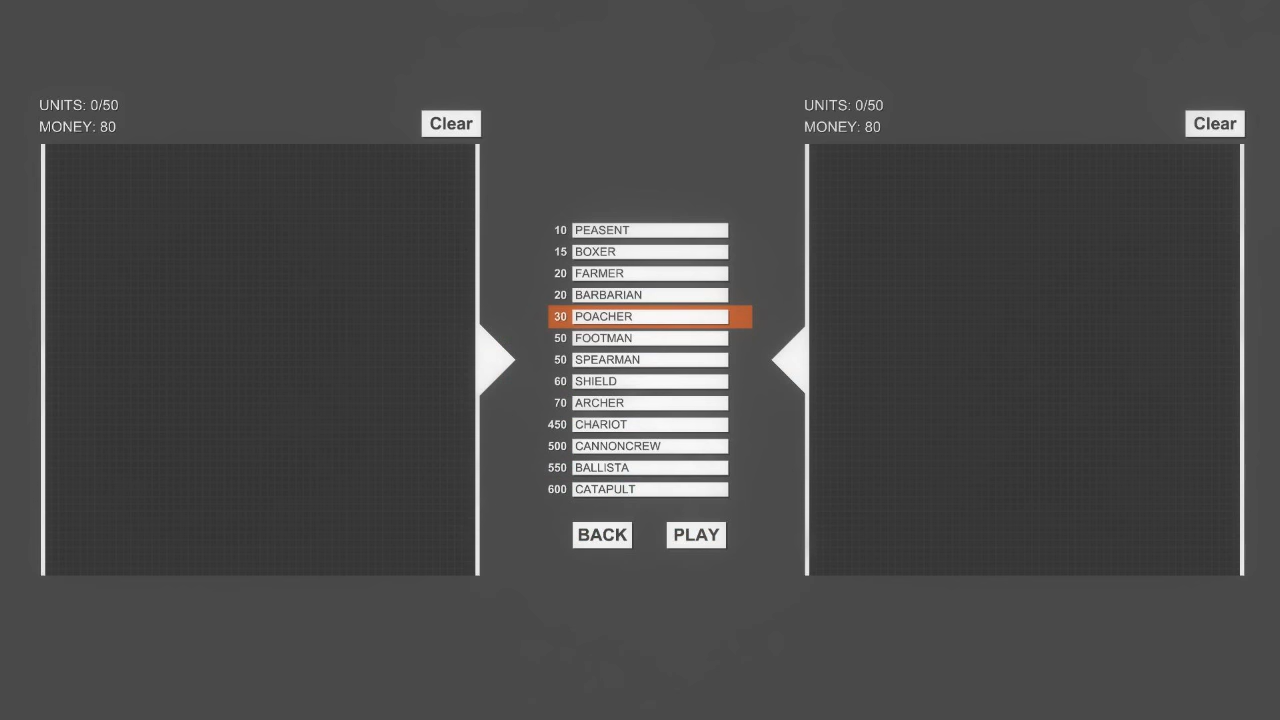 UNITS: 0/50
MONEY: 80
Clear
UNITS: 0/50
MONEY: 80
Clear
10 PEASENT
15 BOXER
20 FARMER
20 BARBARIAN
30 POACHER
50 FOOTMAN
50 SPEARMAN
60 SHIELD
70 ARCHER
450 CHARIOT
500 CANNONCREW
550 BALLISTA
600 CATAPULT
BACK
PLAY